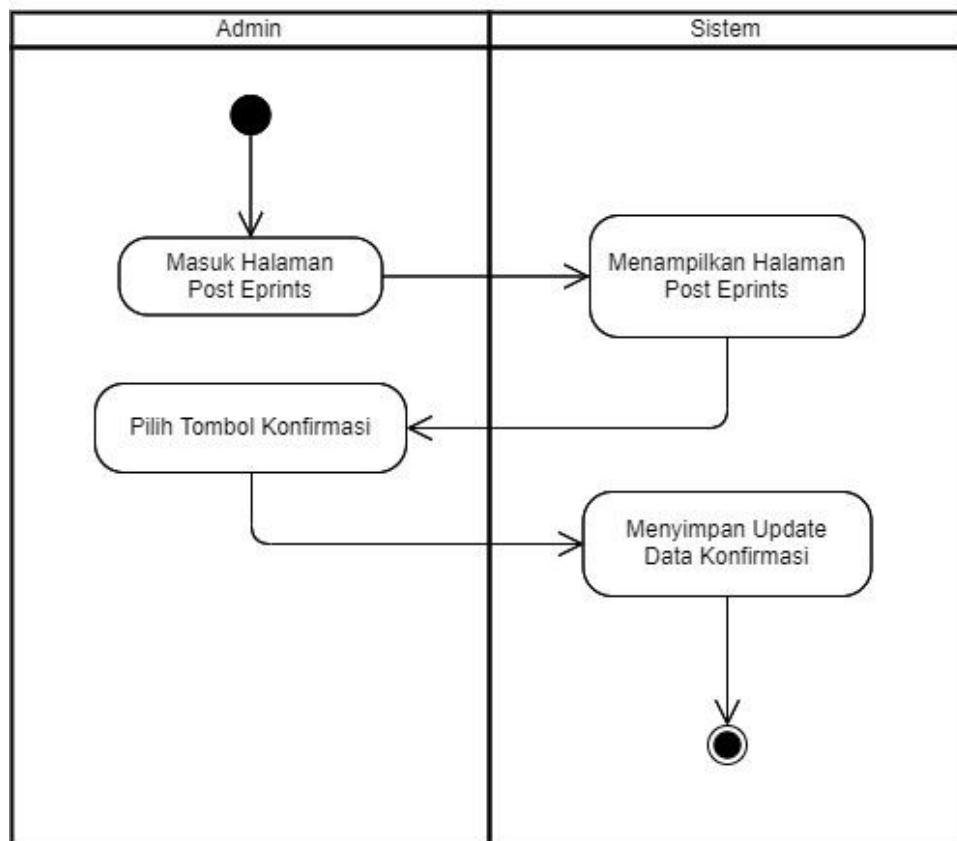 Admin
Sistem
Masuk Halaman
Post Eprints
Menampilkan Halaman
Post Eprints
Pilih Tombol Konfirmasi
Menyimpan Update
Data Konfirmasi